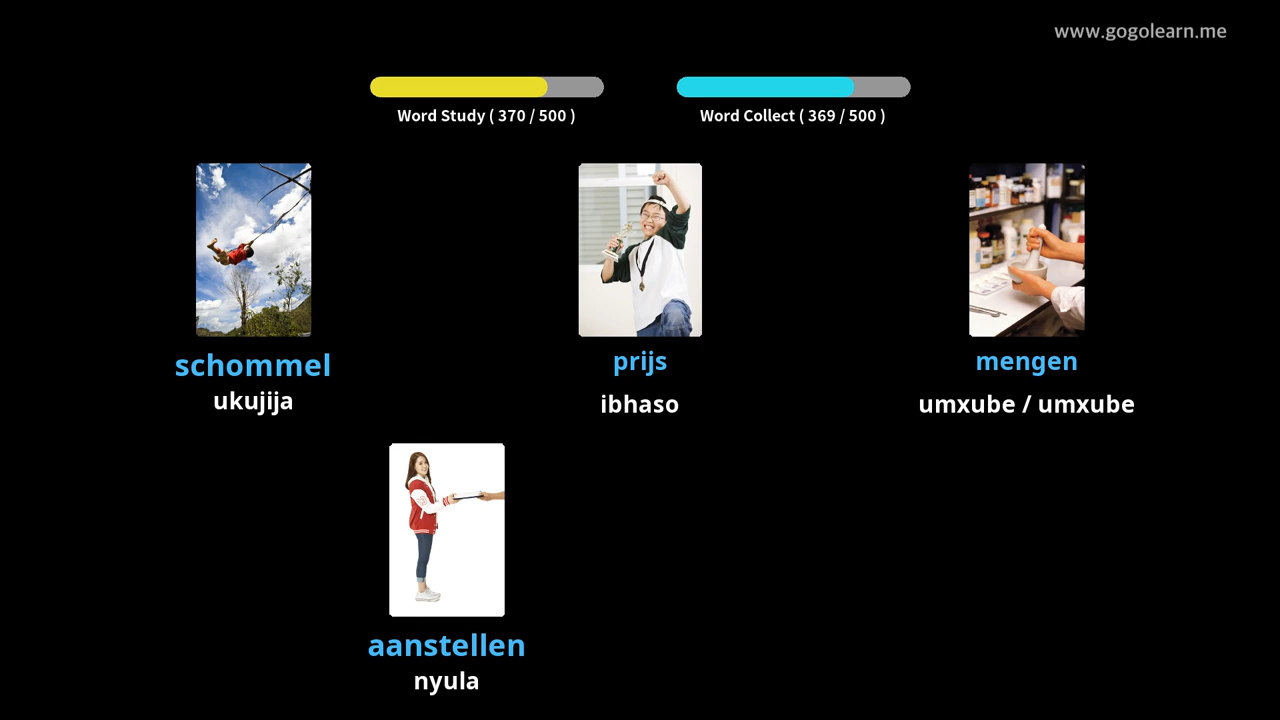 www.gogolearn.me
Word Study ( 370 / 500 )
Word Collect ( 369 / 500 )
schommel
ukujija
prijs
ibhaso
mengen
umxube / umxube
aanstellen
nyula